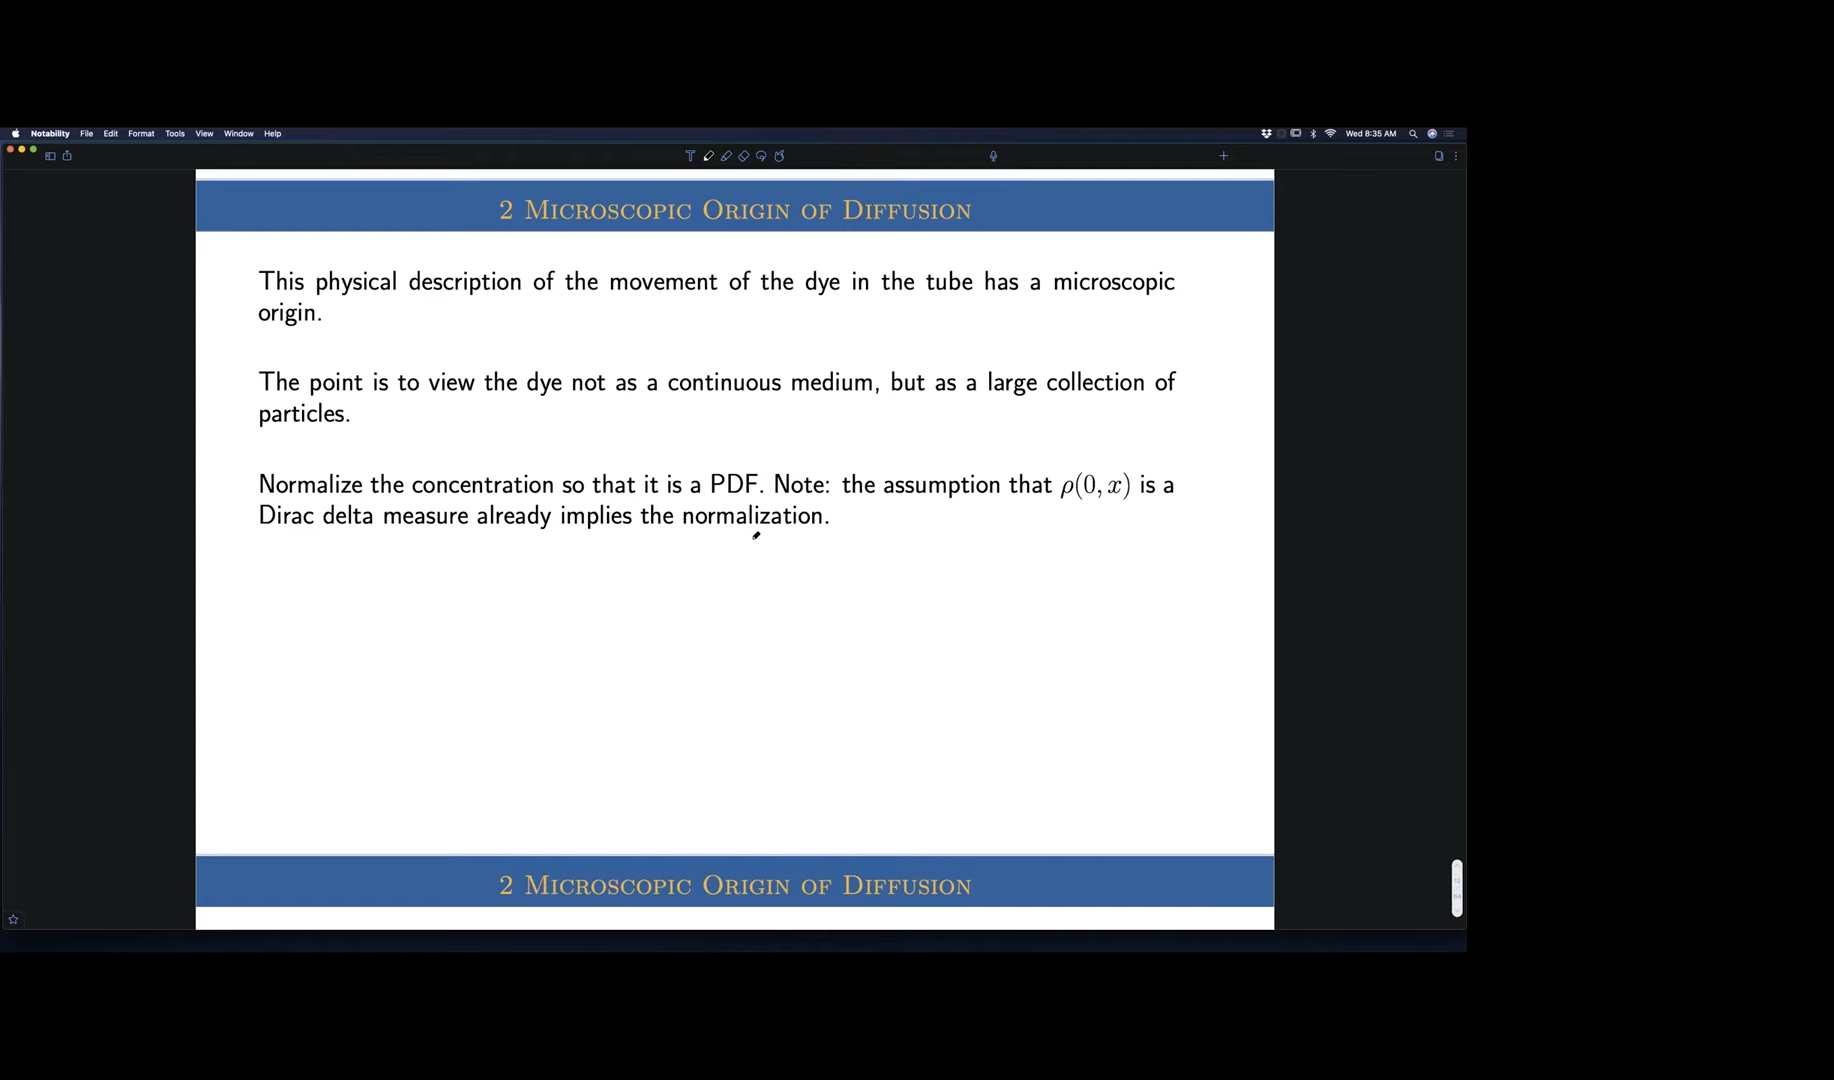 Notability File Edit Format Tools View Window Help Wed 8:35 AM
2 Microscopic Origin of Diffusion
This physical description of the movement of the dye in the tube has a microscopic
origin.
The point is to view the dye not as a continuous medium, but as a large collection of
particles.
Normalize the concentration so that it is a PDF. Note: the assumption that ρ(0, x) is a
Dirac delta measure already implies the normalization.
2 Microscopic Origin of Diffusion